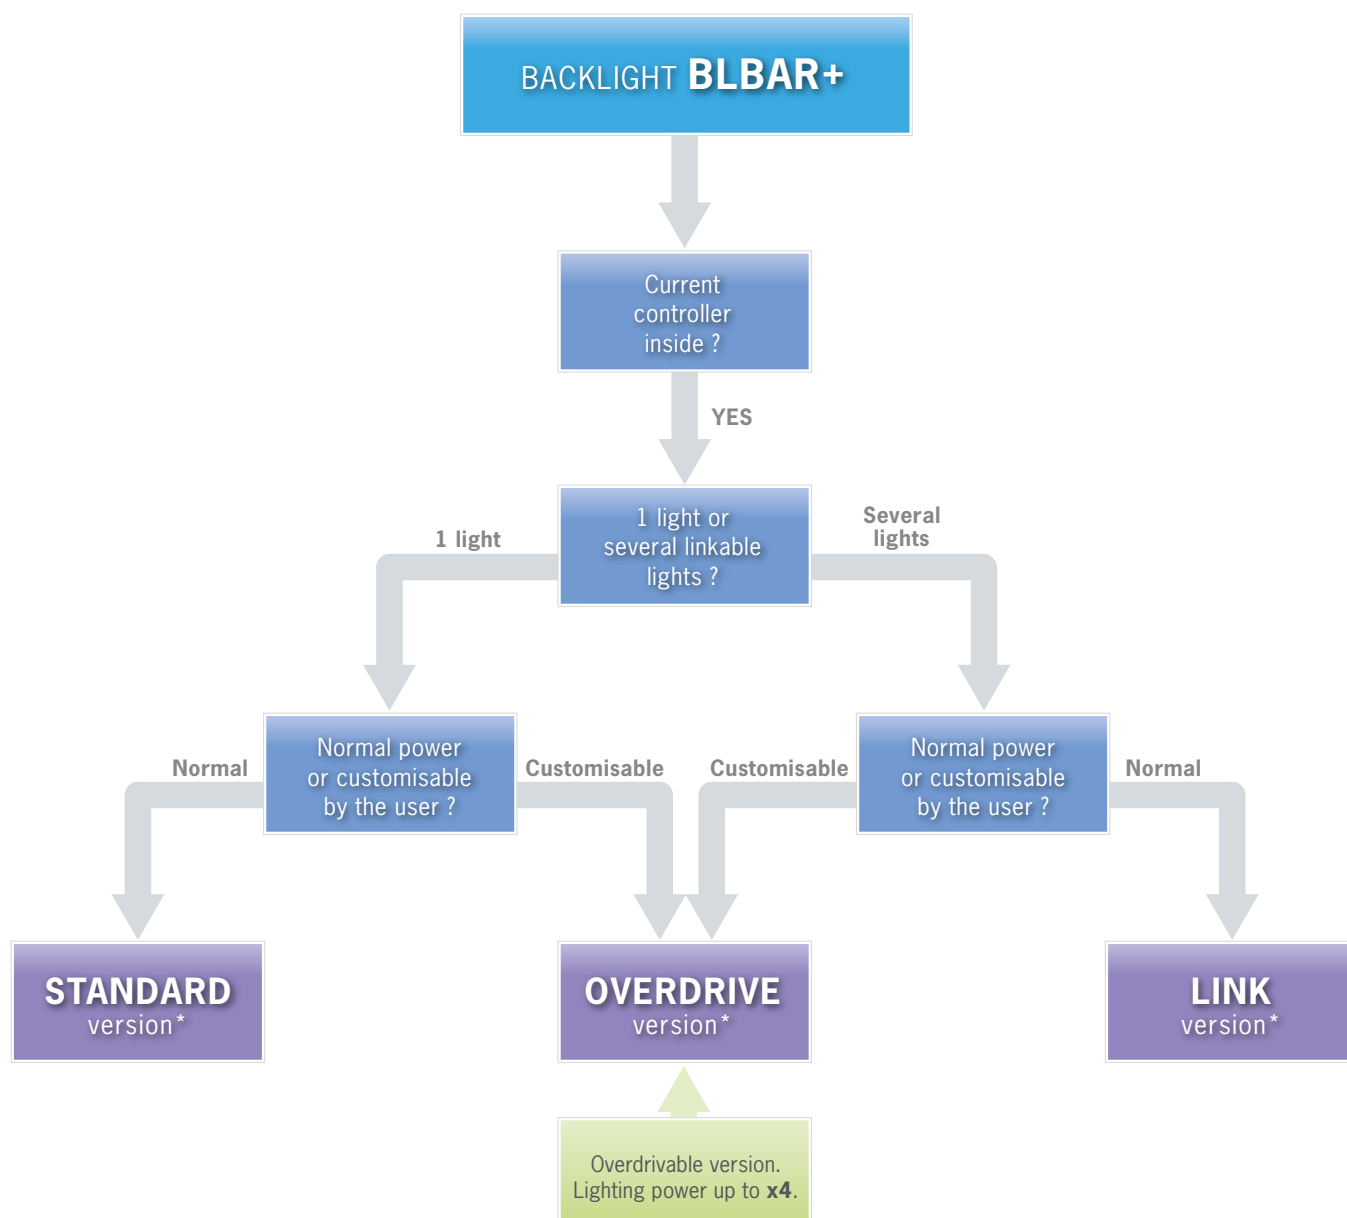 BACKLIGHT BLBAR+
Current
controller
inside ?
YES
1 light or
several linkable
lights ?
1 light
Several
lights
Normal power
or customisable
by the user ?
Normal power
or customisable
by the user ?
Normal
Customisable
Customisable
Normal
STANDARD
version*
OVERDRIVE
version*
LINK
version*
Overdrivable version.
Lighting power up to x4.